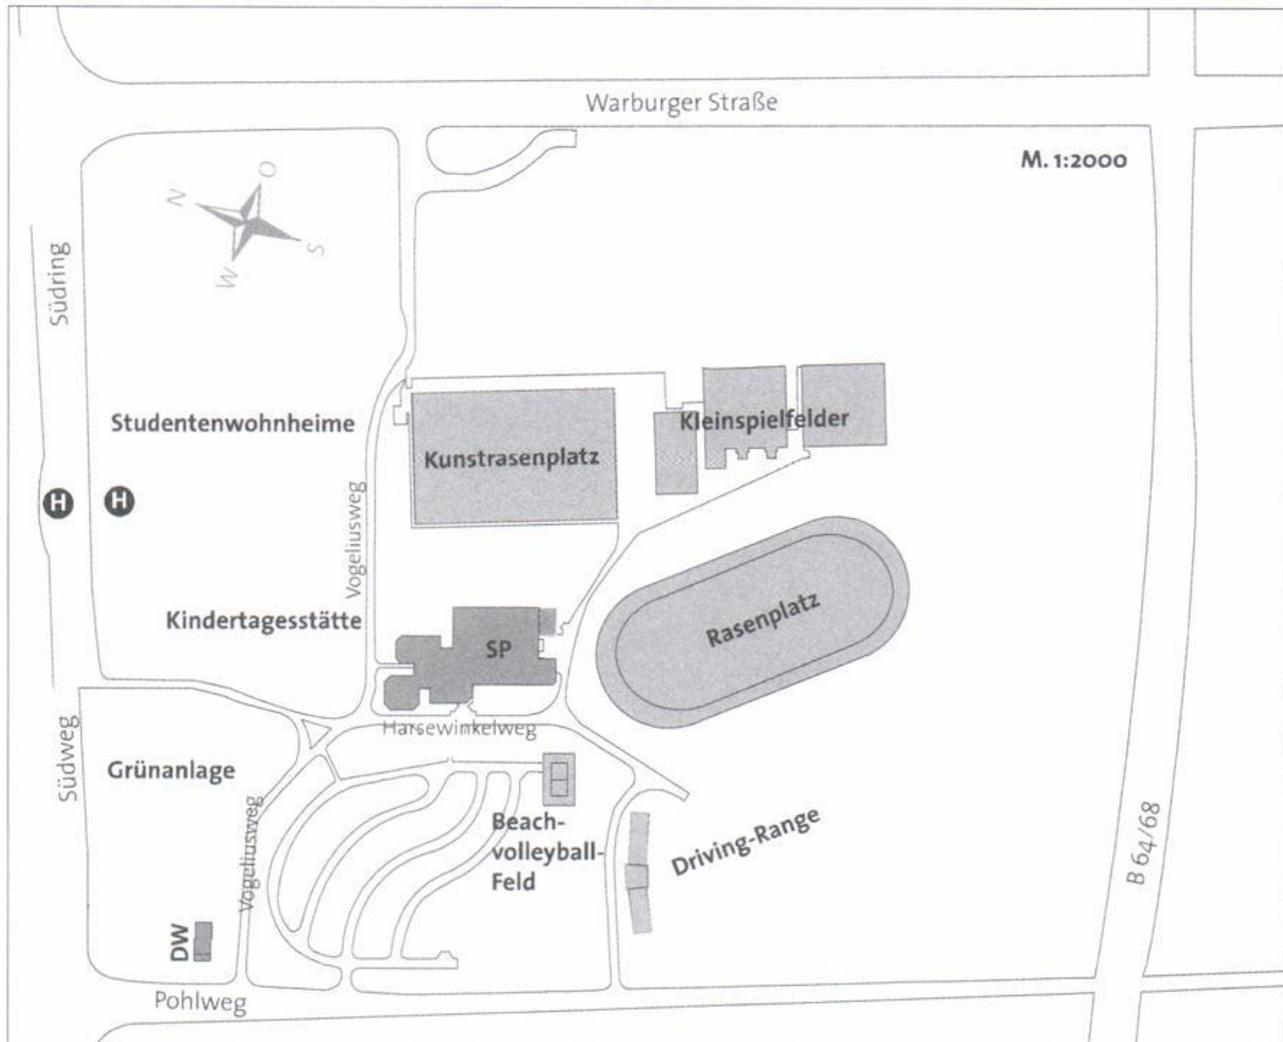 Warburger Straße
M. 1:2000
O
N
S
W
Südring
Studentenwohnheime
Kleinspielfelder
Kunstrasenplatz
H
H
Vogeliusweg
Kindertagesstätte
Rasenplatz
SP
Harsewinkelweg
Südweg
Grünanlage
Beach-
volleyball-
Feld
Driving-Range
B 64/68
Vogeliusweg
DW
Pohlweg